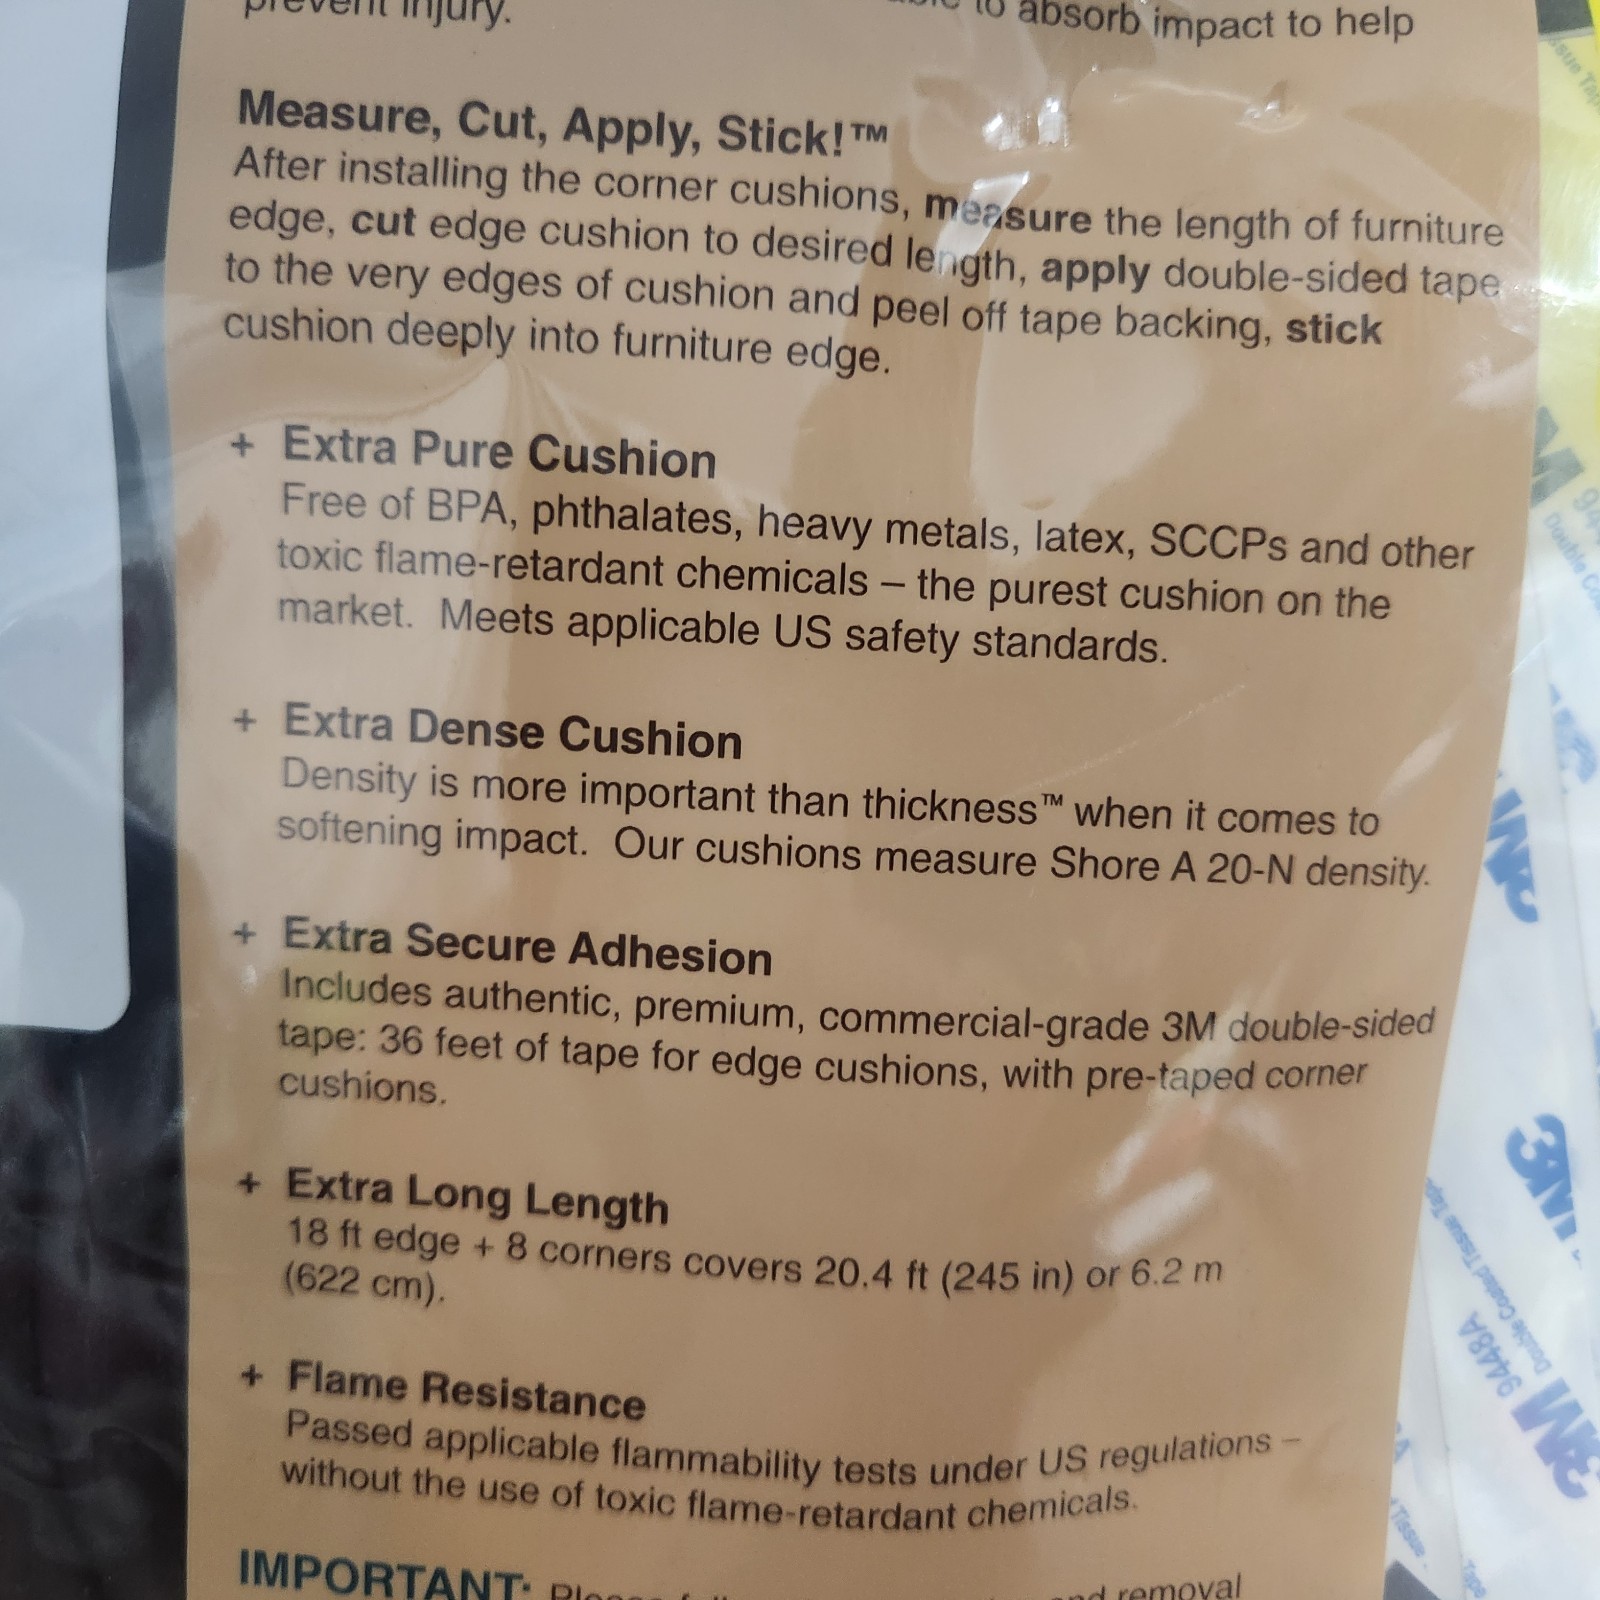 prevent injury. to absorb impact to help
Measure, Cut, Apply, Stick!™
After installing the corner cushions, measure the length of furniture
edge, cut edge cushion to desired length, apply double-sided tape
to the very edges of cushion and peel off tape backing, stick
cushion deeply into furniture edge.
+ Extra Pure Cushion
Free of BPA, phthalates, heavy metals, latex, SCCPs and other
toxic flame-retardant chemicals – the purest cushion on the
market. Meets applicable US safety standards.
+ Extra Dense Cushion
Density is more important than thickness™ when it comes to
softening impact. Our cushions measure Shore A 20-N density.
+ Extra Secure Adhesion
Includes authentic, premium, commercial-grade 3M double-sided
tape: 36 feet of tape for edge cushions, with pre-taped corner
cushions.
+ Extra Long Length
18 ft edge + 8 corners covers 20.4 ft (245 in) or 6.2 m
(622 cm).
+ Flame Resistance
Passed applicable flammability tests under US regulations –
without the use of toxic flame-retardant chemicals.
IMPORTANT: removal
3M
3M 9448A Double Coated Tissue Tape